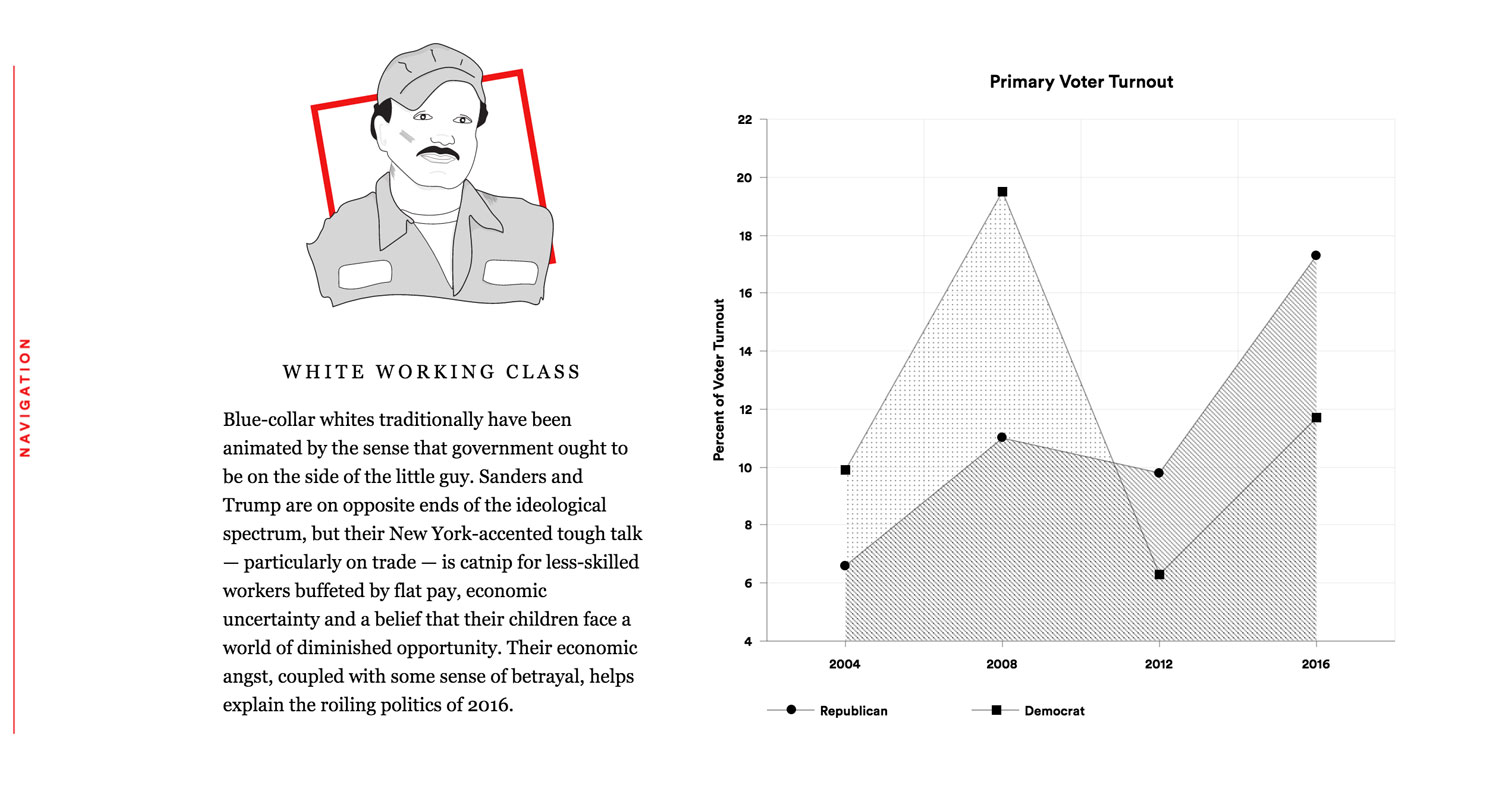 NAVIGATION
WHITE WORKING CLASS
Blue-collar whites traditionally have been
animated by the sense that government ought to
be on the side of the little guy. Sanders and
Trump are on opposite ends of the ideological
spectrum, but their New York-accented tough talk
— particularly on trade — is catnip for less-skilled
workers buffeted by flat pay, economic
uncertainty and a belief that their children face a
world of diminished opportunity. Their economic
angst, coupled with some sense of betrayal, helps
explain the roiling politics of 2016.
Primary Voter Turnout
Percent of Voter Turnout
22
20
18
16
14
12
10
8
6
4
2004 2008 2012 2016
Republican Democrat